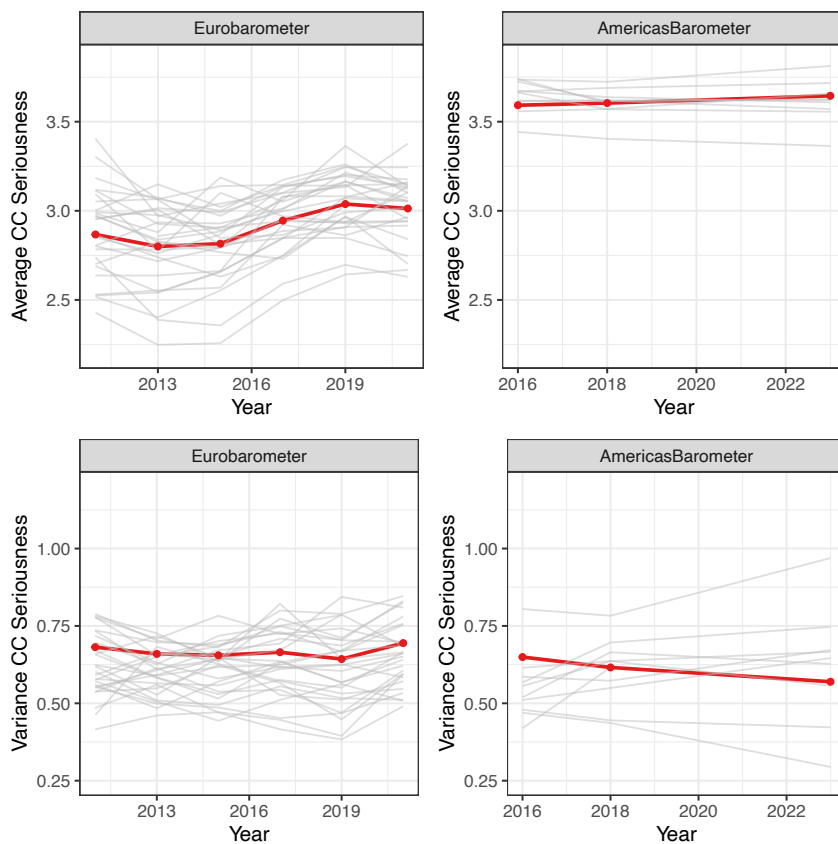 Eurobarometer
AmericasBarometer
Average CC Seriousness
3.5
3.0
2.5
2013
2016
2019
Year
Average CC Seriousness
3.5
3.0
2.5
2016
2018
2020
2022
Year
Eurobarometer
AmericasBarometer
Variance CC Seriousness
1.00
0.75
0.50
0.25
2013
2016
2019
Year
Variance CC Seriousness
1.00
0.75
0.50
0.25
2016
2018
2020
2022
Year